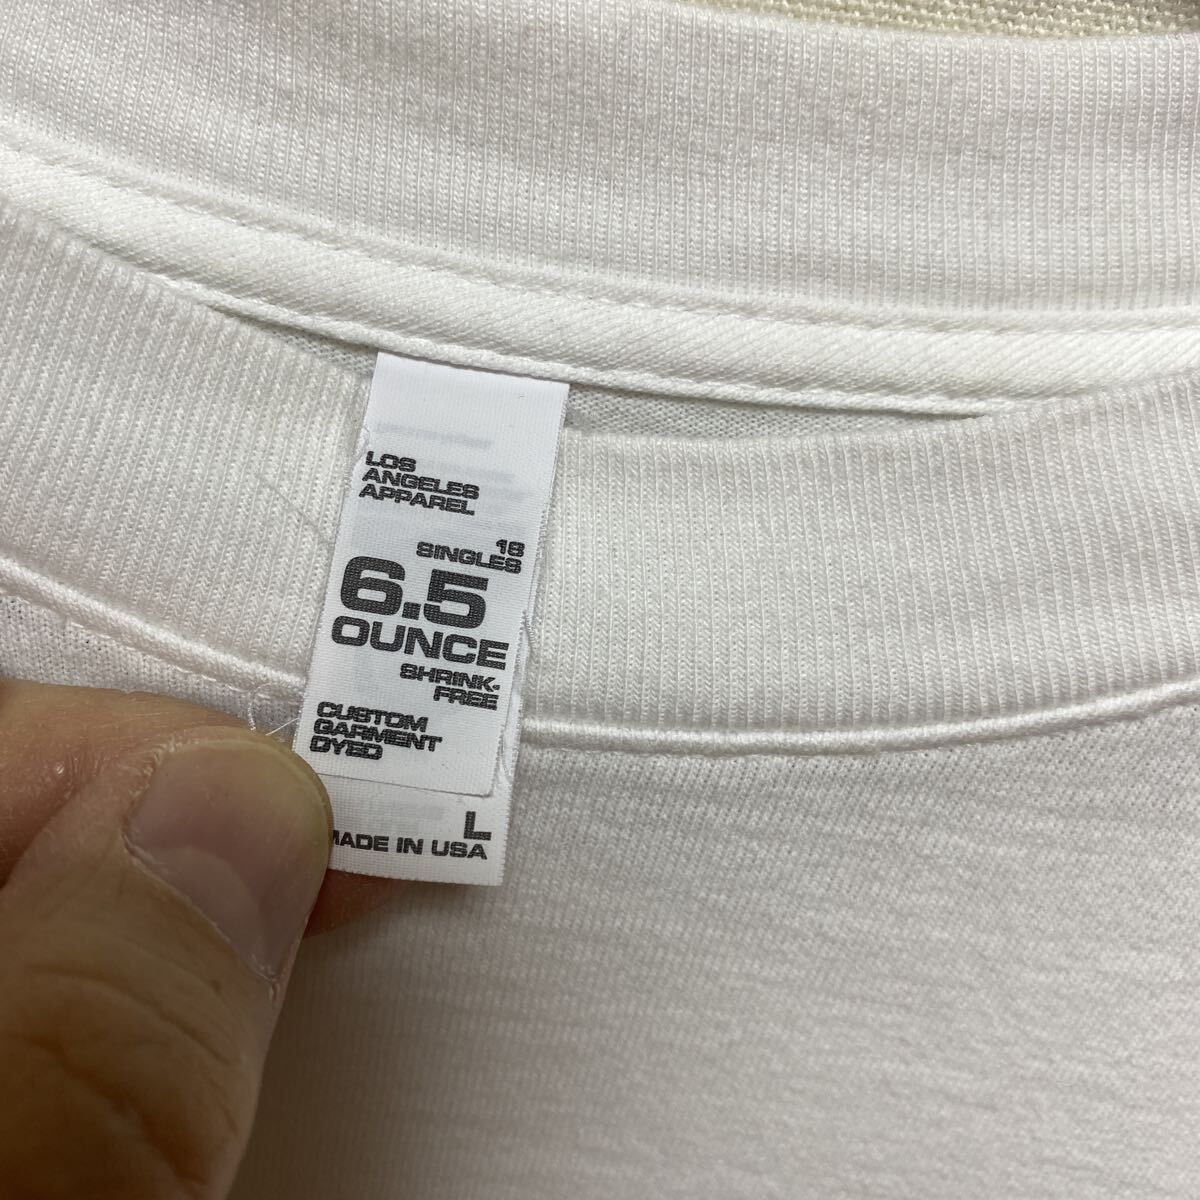 LOS
ANGELES
APPAREL
18
SINGLES
6.5
OUNCE
SHRINK-
FREE
CUSTOM
GARMENT
DYED
L
MADE IN USA